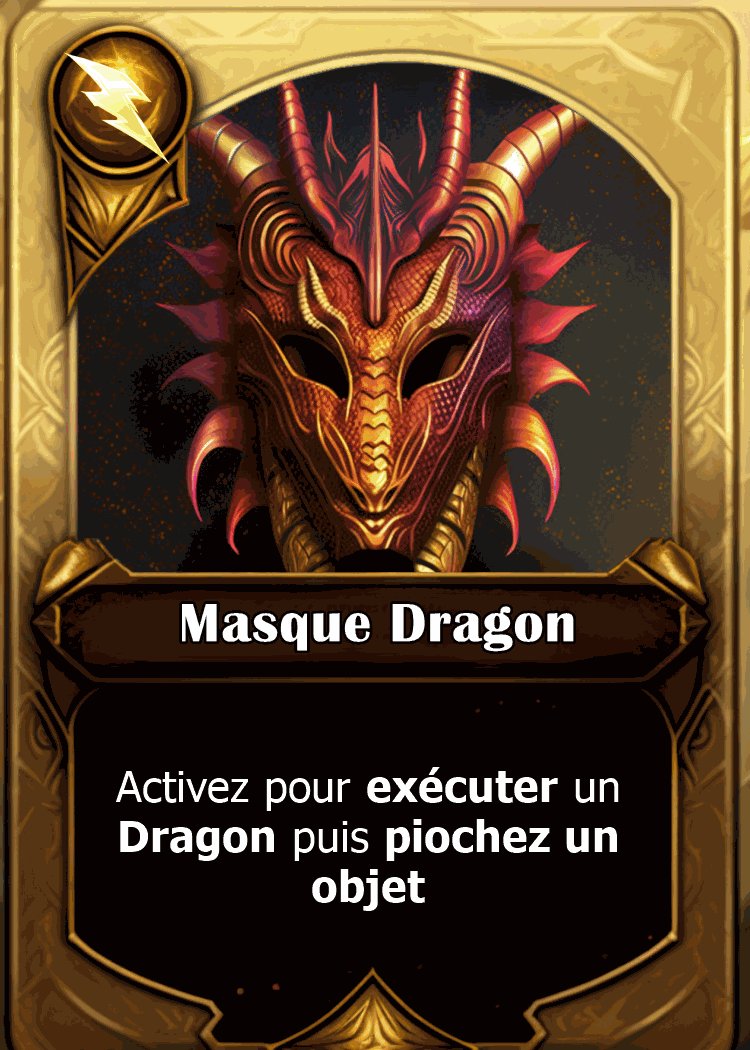 Masque Dragon
Activez pour exécuter un
Dragon puis piochez un
objet